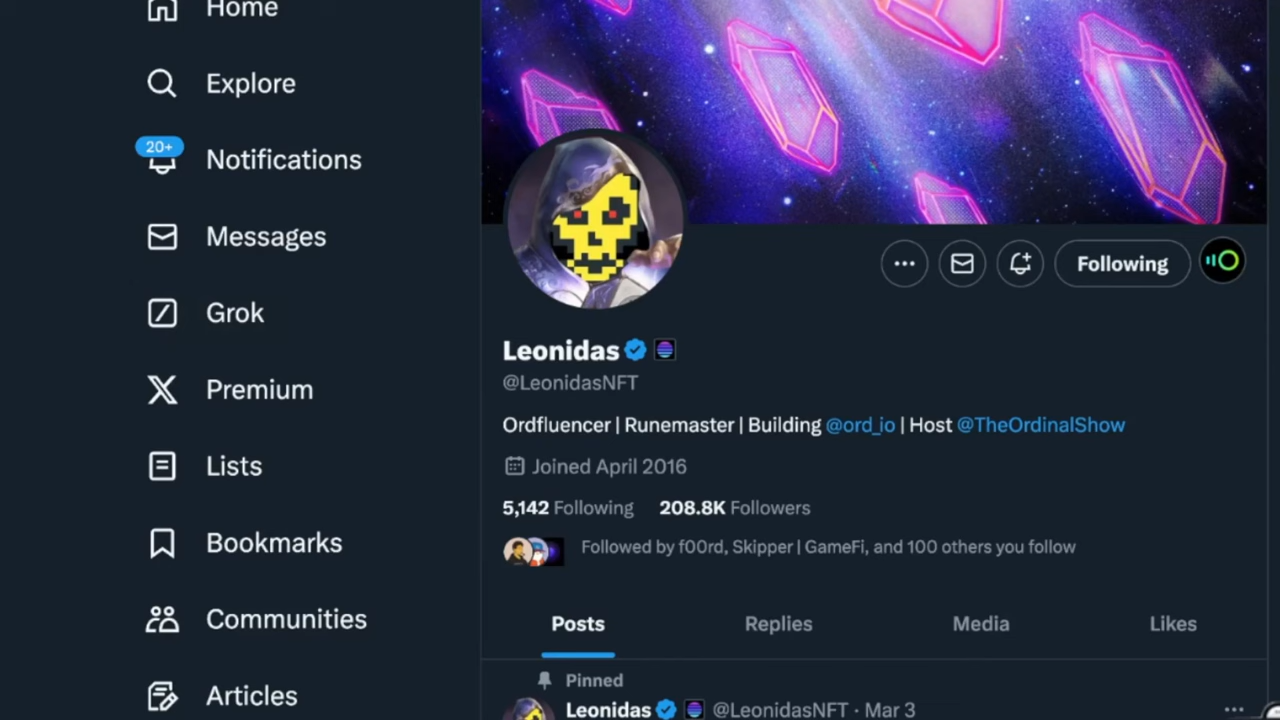 Home
Explore
20+
Notifications
Messages
Grok
Premium
Lists
Bookmarks
Communities
Articles
Following
Leonidas
@LeonidasNFT
Ordfluencer | Runemaster | Building @ord_io | Host @TheOrdinalShow
Joined April 2016
5,142 Following 208.8K Followers
Followed by f00rd, Skipper | GameFi, and 100 others you follow
Posts Replies Media Likes
Pinned
Leonidas @LeonidasNFT · Mar 3